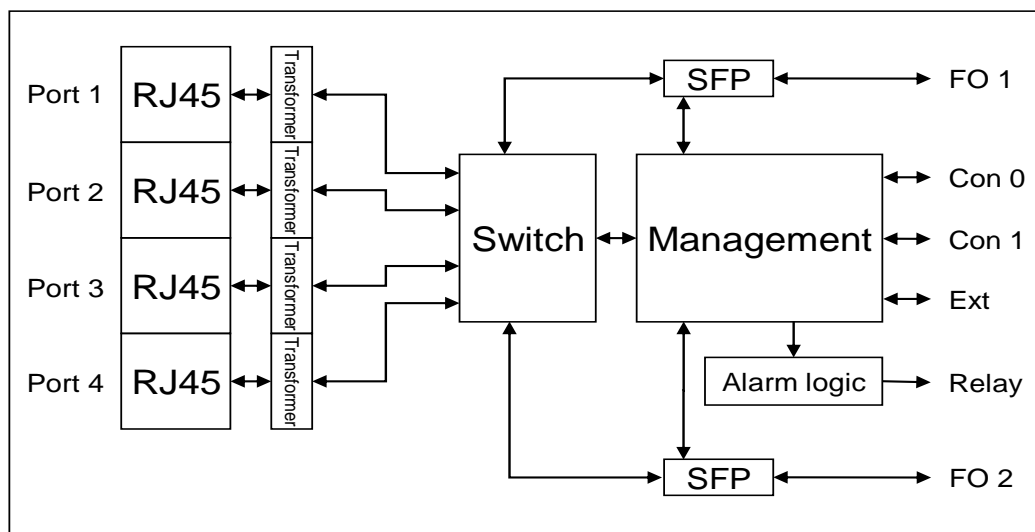 Port 1
RJ45
Transformer
SFP
FO 1
Port 2
RJ45
Transformer
Switch
Management
Con 0
Con 1
Port 3
RJ45
Transformer
Ext
Port 4
RJ45
Transformer
Alarm logic
Relay
SFP
FO 2